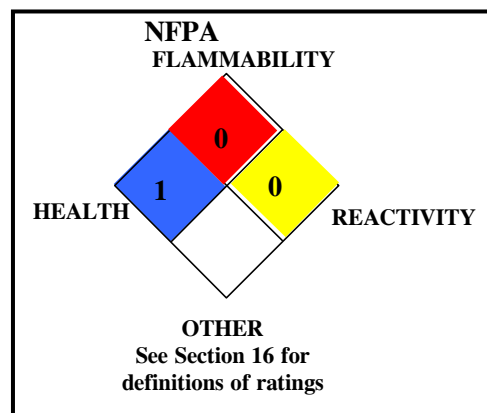 NFPA
FLAMMABILITY
0
1
0
HEALTH
REACTIVITY
OTHER
See Section 16 for
definitions of ratings